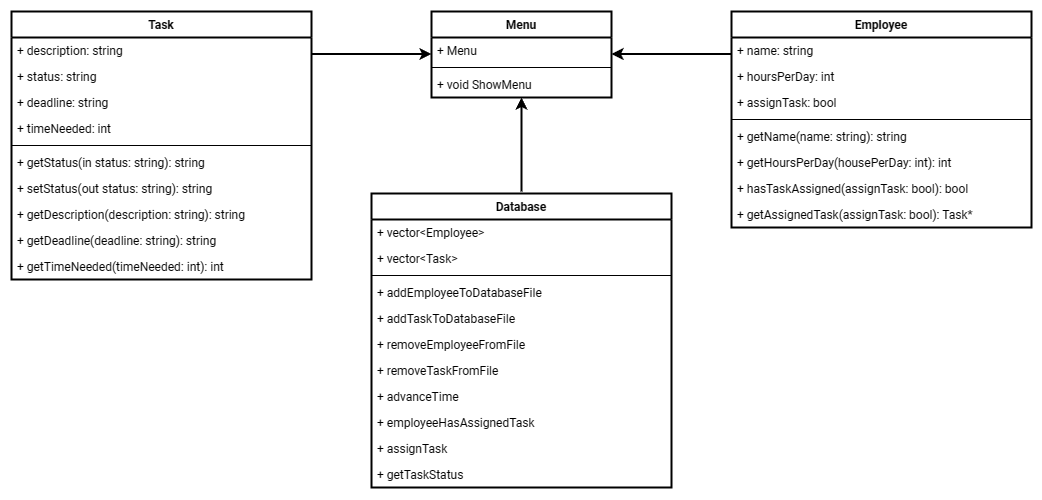 Task
+ description: string
+ status: string
+ deadline: string
+ timeNeeded: int
+ getStatus(in status: string): string
+ setStatus(out status: string): string
+ getDescription(description: string): string
+ getDeadline(deadline: string): string
+ getTimeNeeded(timeNeeded: int): int
Menu
+ Menu
+ void ShowMenu
Employee
+ name: string
+ hoursPerDay: int
+ assignTask: bool
+ getName(name: string): string
+ getHoursPerDay(housePerDay: int): int
+ hasTaskAssigned(assignTask: bool): bool
+ getAssignedTask(assignTask: bool): Task*
Database
+ vector<Employee>
+ vector<Task>
+ addEmployeeToDatabaseFile
+ addTaskToDatabaseFile
+ removeEmployeeFromFile
+ removeTaskFromFile
+ advanceTime
+ employeeHasAssignedTask
+ assignTask
+ getTaskStatus